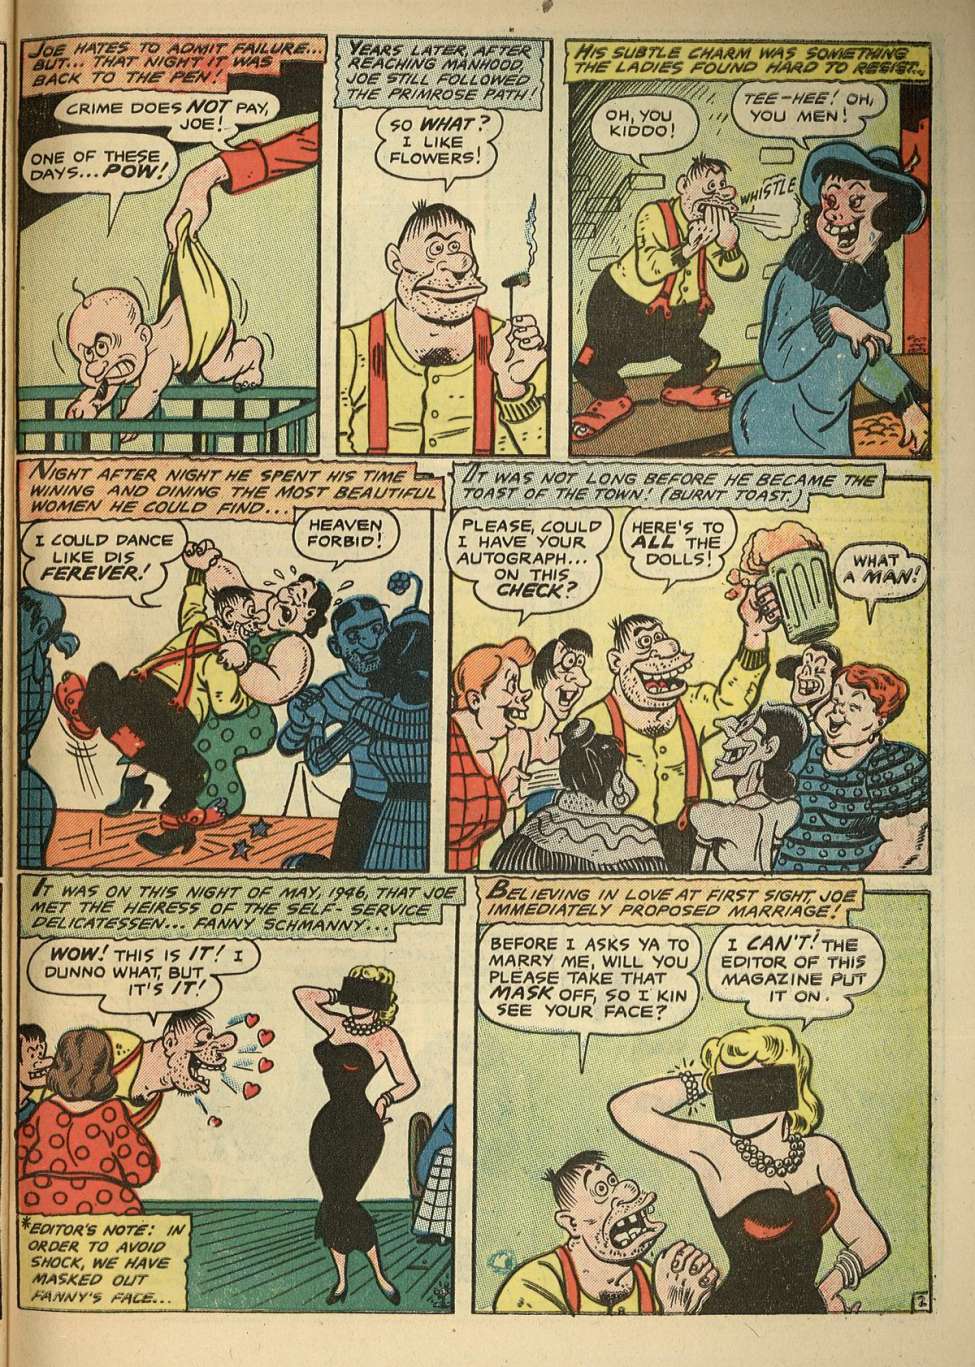 JOE HATES TO ADMIT FAILURE...
BUT... THAT NIGHT IT WAS
BACK TO THE PEN!
CRIME DOES NOT PAY,
JOE!
ONE OF THESE
DAYS... POW!
YEARS LATER, AFTER
REACHING MANHOOD,
JOE STILL FOLLOWED
THE PRIMROSE PATH!
SO WHAT?
I LIKE
FLOWERS!
HIS SUBTLE CHARM WAS SOMETHING
THE LADIES FOUND HARD TO RESIST...
OH, YOU
KIDDO!
TEE-HEE! OH,
YOU MEN!
WHISTLE
NIGHT AFTER NIGHT HE SPENT HIS TIME
WINING AND DINING THE MOST BEAUTIFUL
WOMEN HE COULD FIND...
I COULD DANCE
LIKE DIS
FEREVER!
HEAVEN
FORBID!
IT WAS NOT LONG BEFORE HE BECAME THE
TOAST OF THE TOWN! (BURNT TOAST.)
PLEASE, COULD
I HAVE YOUR
AUTOGRAPH...
ON THIS
CHECK?
HERE'S TO
ALL THE
DOLLS!
WHAT
A MAN!
IT WAS ON THIS NIGHT OF MAY, 1946, THAT JOE
MET THE HEIRESS OF THE SELF-SERVICE
DELICATESSEN... FANNY SCHMANNY...
WOW! THIS IS IT! I
DUNNO WHAT, BUT
IT'S IT!
*EDITOR'S NOTE: IN
ORDER TO AVOID
SHOCK, WE HAVE
MASKED OUT
FANNY'S FACE...
BELIEVING IN LOVE AT FIRST SIGHT, JOE
IMMEDIATELY PROPOSED MARRIAGE!
BEFORE I ASKS YA TO
MARRY ME, WILL YOU
PLEASE TAKE THAT
MASK OFF, SO I KIN
SEE YOUR FACE?
I CAN'T! THE
EDITOR OF THIS
MAGAZINE PUT
IT ON.
2